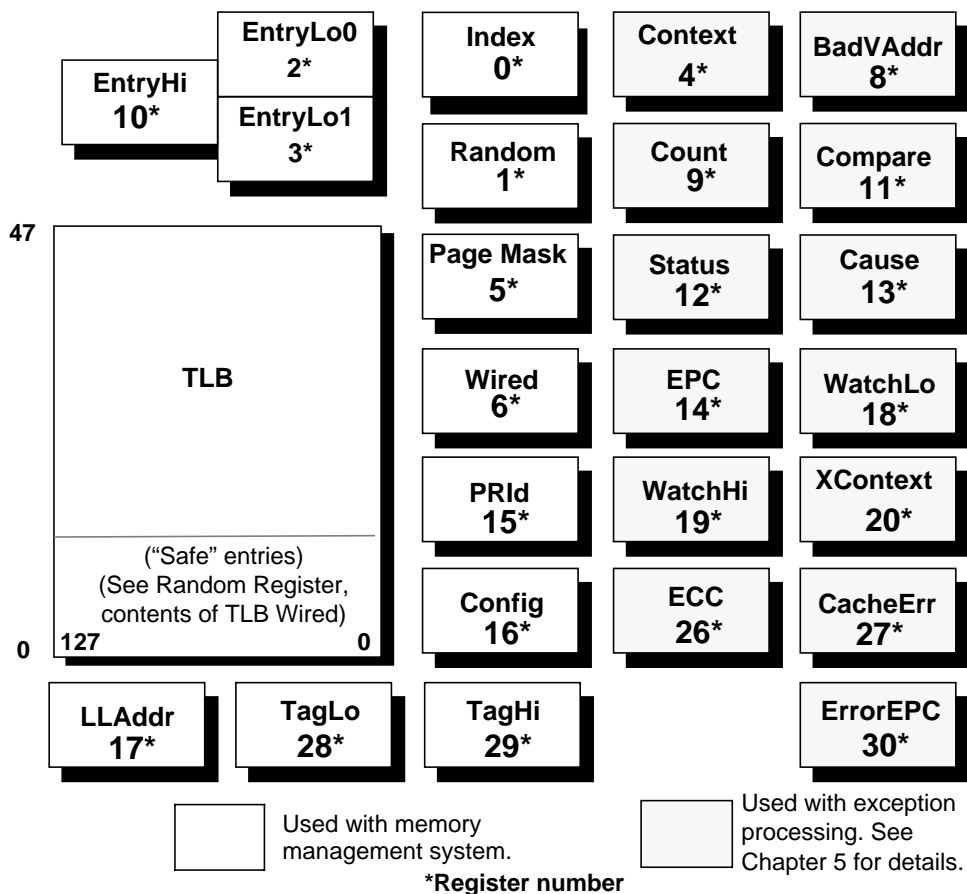 EntryLo0
2*
EntryHi
10*
EntryLo1
3*
Index
0*
Context
4*
BadVAddr
8*
Random
1*
Count
9*
Compare
11*
47
TLB
Page Mask
5*
Status
12*
Cause
13*
Wired
6*
EPC
14*
WatchLo
18*
PRId
15*
WatchHi
19*
XContext
20*
(“Safe” entries)
(See Random Register,
contents of TLB Wired)
0
127
0
Config
16*
ECC
26*
CacheErr
27*
LLAddr
17*
TagLo
28*
TagHi
29*
ErrorEPC
30*
Used with memory
management system.
Used with exception
processing. See
Chapter 5 for details.
*Register number